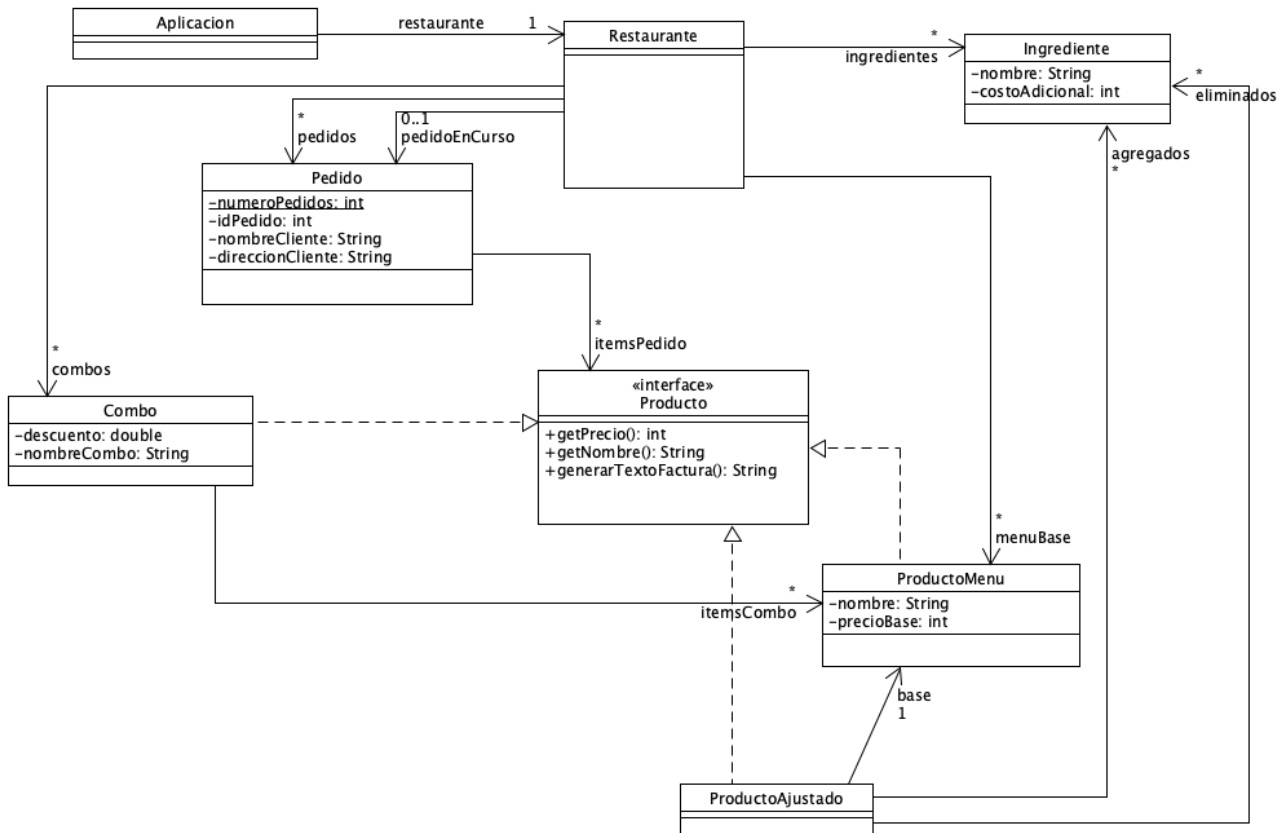 Aplicacion
restaurante 1
Restaurante
*
ingredientes
Ingrediente
-nombre: String
-costoAdicional: int
*
eliminados
agregados
*
*
pedidos
0..1
pedidoEnCurso
Pedido
-numeroPedidos: int
-idPedido: int
-nombreCliente: String
-direccionCliente: String
*
itemsPedido
*
combos
Combo
-descuento: double
-nombreCombo: String
«interface»
Producto
+getPrecio(): int
+getNombre(): String
+generarTextoFactura(): String
*
menuBase
*
itemsCombo
ProductoMenu
-nombre: String
-precioBase: int
base
1
ProductoAjustado